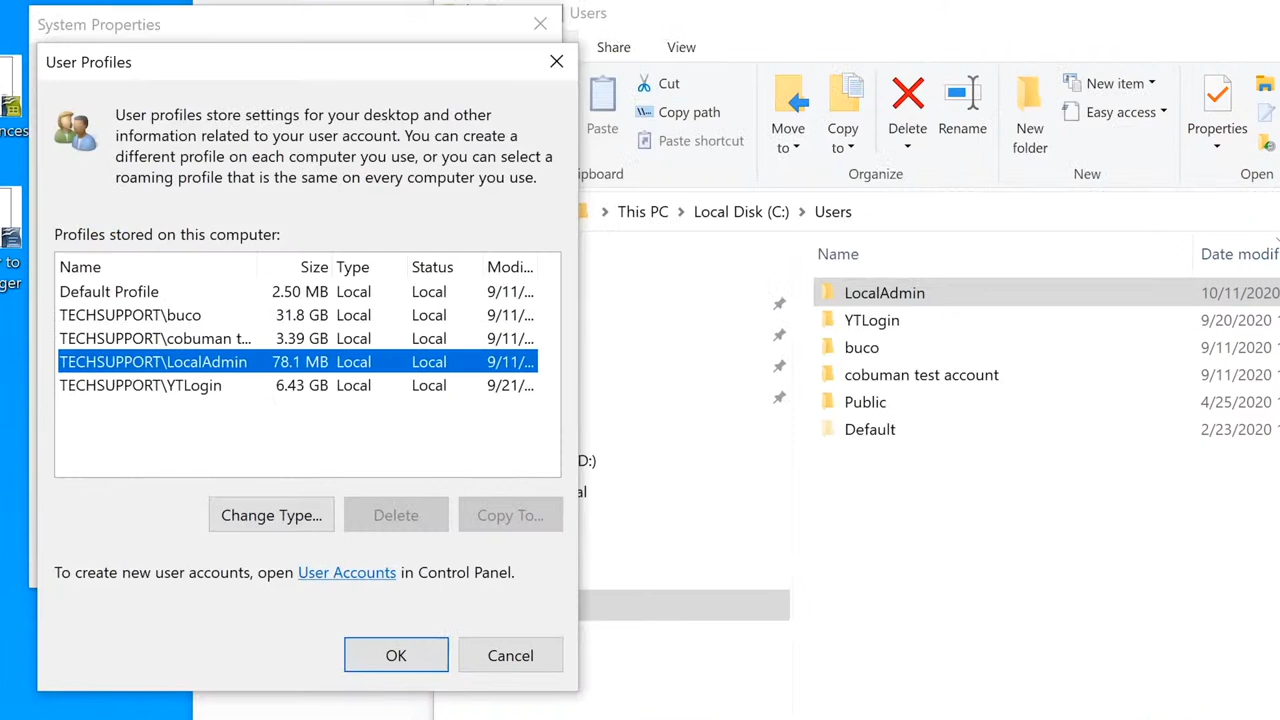 System Properties
User Profiles
User profiles store settings for your desktop and other
information related to your user account. You can create a
different profile on each computer you use, or you can select a
roaming profile that is the same on every computer you use.
Profiles stored on this computer:
Name Size Type Status Modi...
Default Profile 2.50 MB Local Local 9/11/...
TECHSUPPORT\buco 31.8 GB Local Local 9/11/...
TECHSUPPORT\cobuman t... 3.39 GB Local Local 9/11/...
TECHSUPPORT\LocalAdmin 78.1 MB Local Local 9/11/...
TECHSUPPORT\YTLogin 6.43 GB Local Local 9/21/...
Change Type... Delete Copy To...
To create new user accounts, open User Accounts in Control Panel.
OK Cancel
Users
Share View
Paste
Cut
Copy path
Paste shortcut
ipboard
Move to
Copy to
Delete
Rename
Organize
New folder
New item
Easy access
New
Properties
Open
This PC > Local Disk (C:) > Users
Name Date modif
LocalAdmin 10/11/2020
YTLogin 9/20/2020 1
buco 9/11/2020 1
cobuman test account 9/11/2020 1
Public 4/25/2020 1
Default 2/23/2020 1
D:)
al
nces
r to
ger